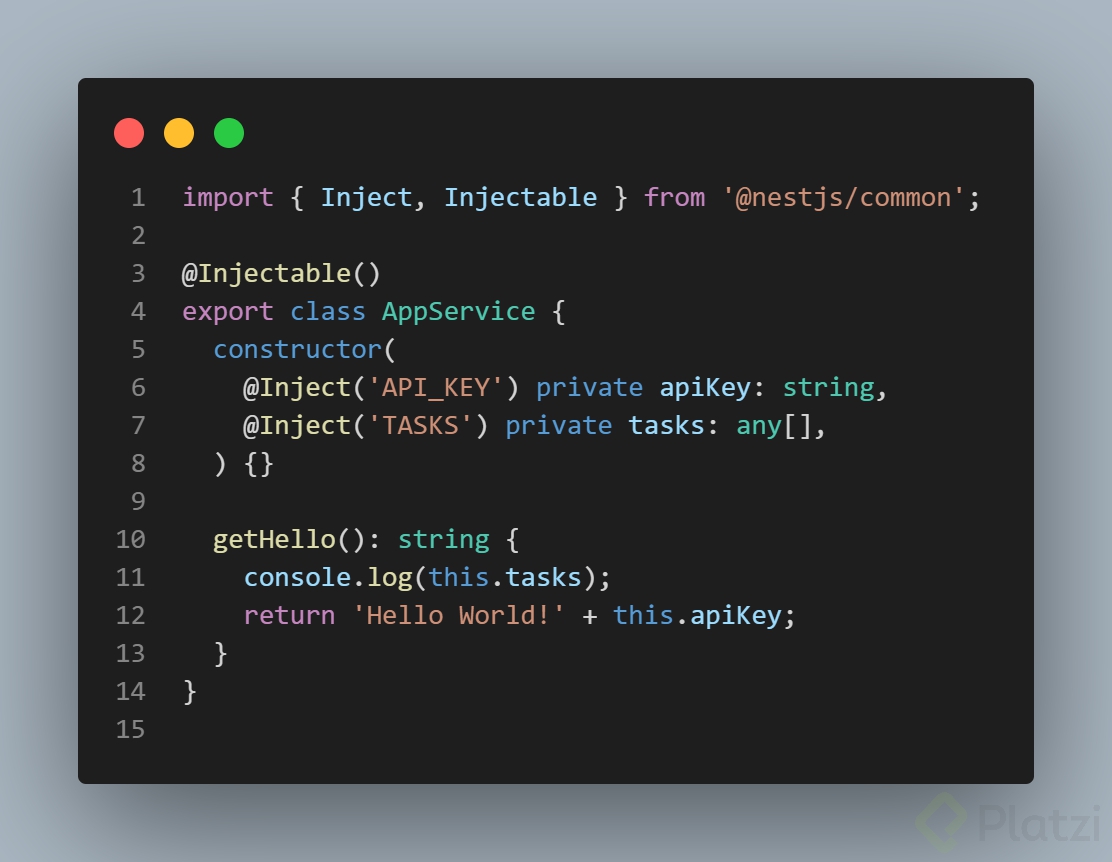 1 import { Inject, Injectable } from '@nestjs/common';
2
3 @Injectable()
4 export class AppService {
5   constructor(
6     @Inject('API_KEY') private apiKey: string,
7     @Inject('TASKS') private tasks: any[],
8   ) {}
9
10   getHello(): string {
11     console.log(this.tasks);
12     return 'Hello World!' + this.apiKey;
13   }
14 }
15
Platzi